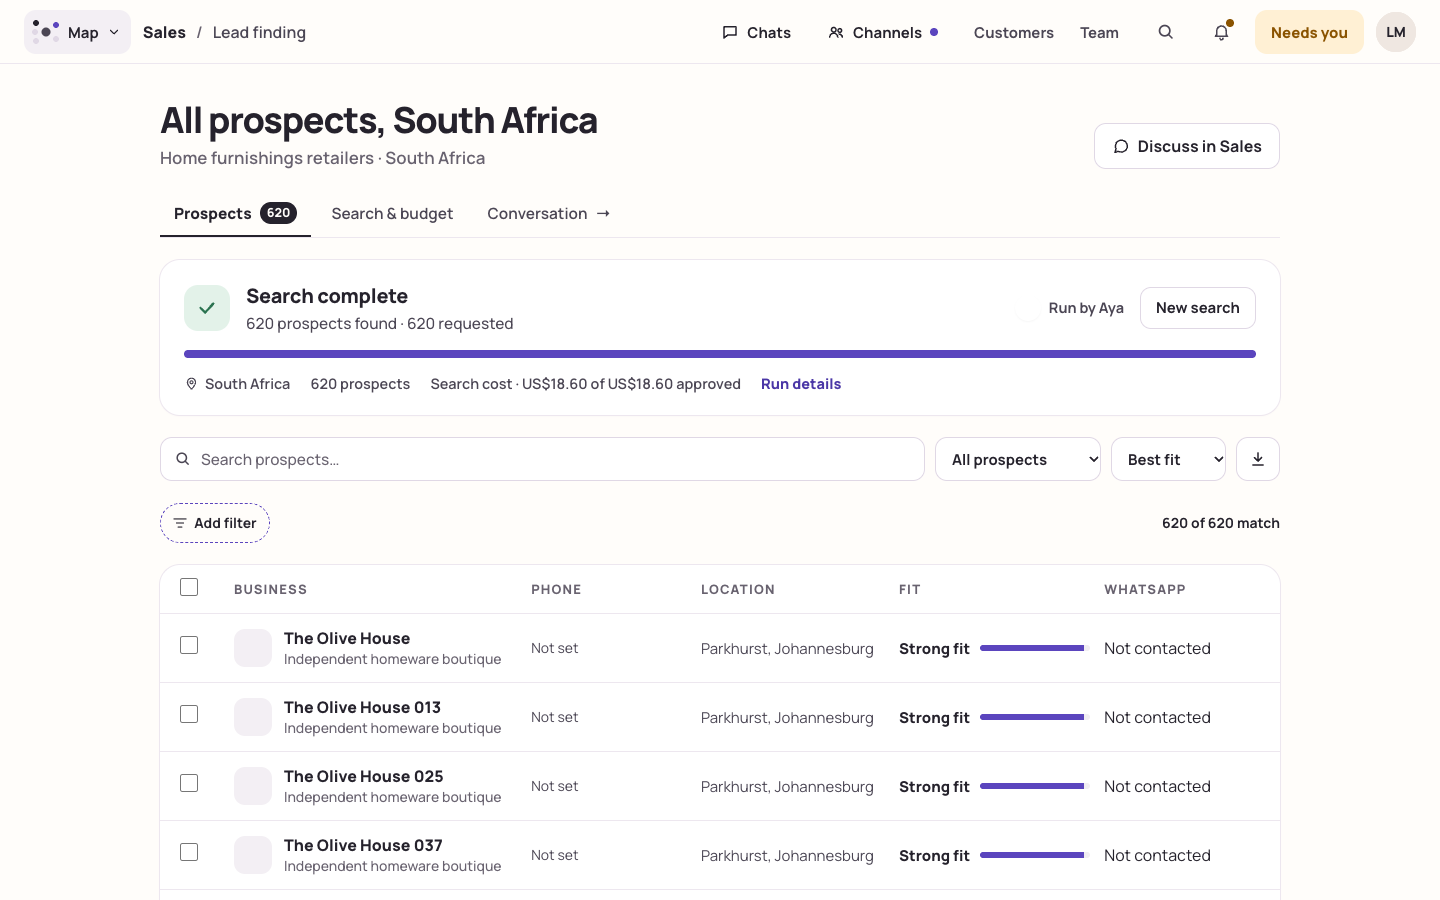 Map
Sales / Lead finding
Chats
Channels
Customers
Team
Needs you
LM
All prospects, South Africa
Home furnishings retailers · South Africa
Discuss in Sales
Prospects 620
Search & budget
Conversation →
Search complete
620 prospects found · 620 requested
Run by Aya
New search
South Africa
620 prospects
Search cost · US$18.60 of US$18.60 approved
Run details
Search prospects…
All prospects
Best fit
Add filter
620 of 620 match
BUSINESS PHONE LOCATION FIT WHATSAPP
The Olive House
Independent homeware boutique
Not set
Parkhurst, Johannesburg
Strong fit
Not contacted
The Olive House 013
Independent homeware boutique
Not set
Parkhurst, Johannesburg
Strong fit
Not contacted
The Olive House 025
Independent homeware boutique
Not set
Parkhurst, Johannesburg
Strong fit
Not contacted
The Olive House 037
Independent homeware boutique
Not set
Parkhurst, Johannesburg
Strong fit
Not contacted